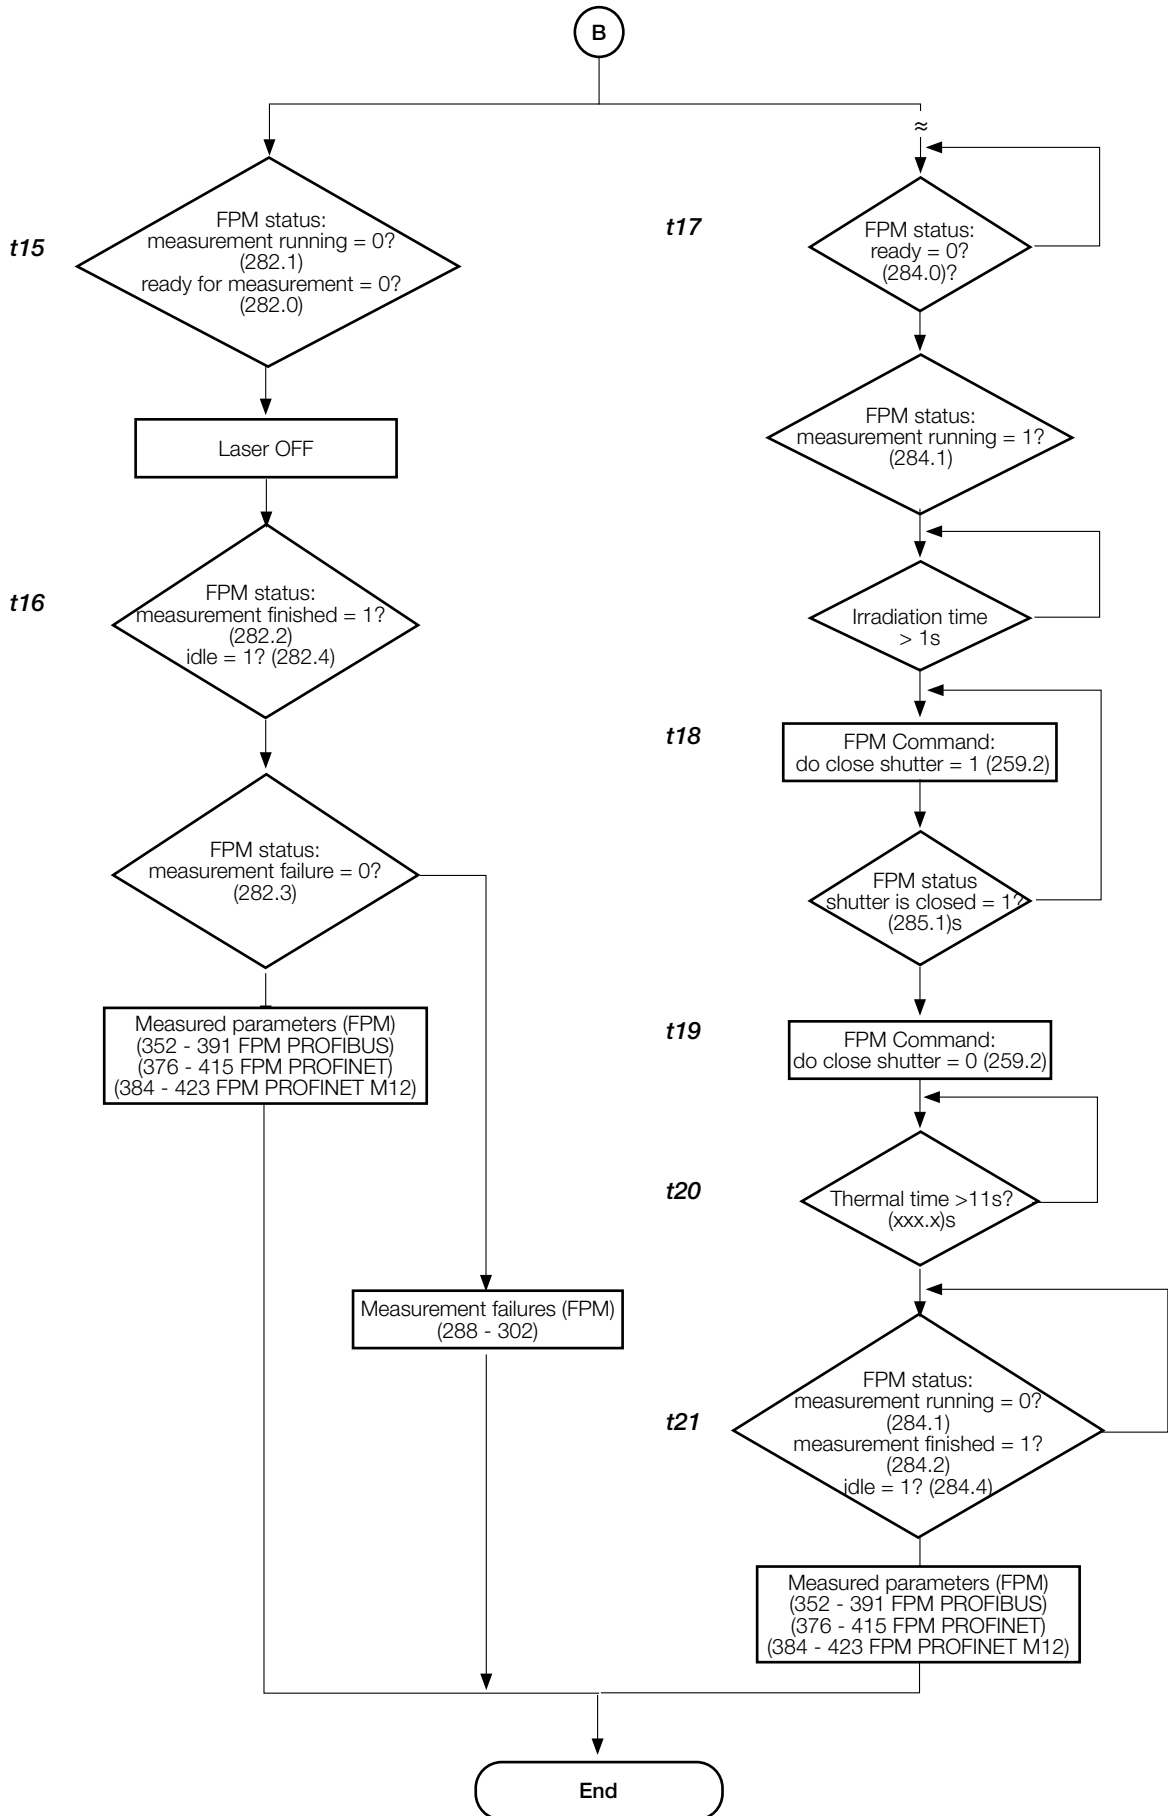 B
≈
t15
FPM status:
measurement running = 0?
(282.1)
ready for measurement = 0?
(282.0)
Laser OFF
t16
FPM status:
measurement finished = 1?
(282.2)
idle = 1? (282.4)
FPM status:
measurement failure = 0?
(282.3)
Measured parameters (FPM)
(352 - 391 FPM PROFIBUS)
(376 - 415 FPM PROFINET)
(384 - 423 FPM PROFINET M12)
Measurement failures (FPM)
(288 - 302)
t17
FPM status:
ready = 0?
(284.0)?
FPM status:
measurement running = 1?
(284.1)
Irradiation time
> 1s
t18
FPM Command:
do close shutter = 1 (259.2)
FPM status
shutter is closed = 1?
(285.1)s
t19
FPM Command:
do close shutter = 0 (259.2)
t20
Thermal time >11s?
(xxx.x)s
t21
FPM status:
measurement running = 0?
(284.1)
measurement finished = 1?
(284.2)
idle = 1? (284.4)
Measured parameters (FPM)
(352 - 391 FPM PROFIBUS)
(376 - 415 FPM PROFINET)
(384 - 423 FPM PROFINET M12)
End